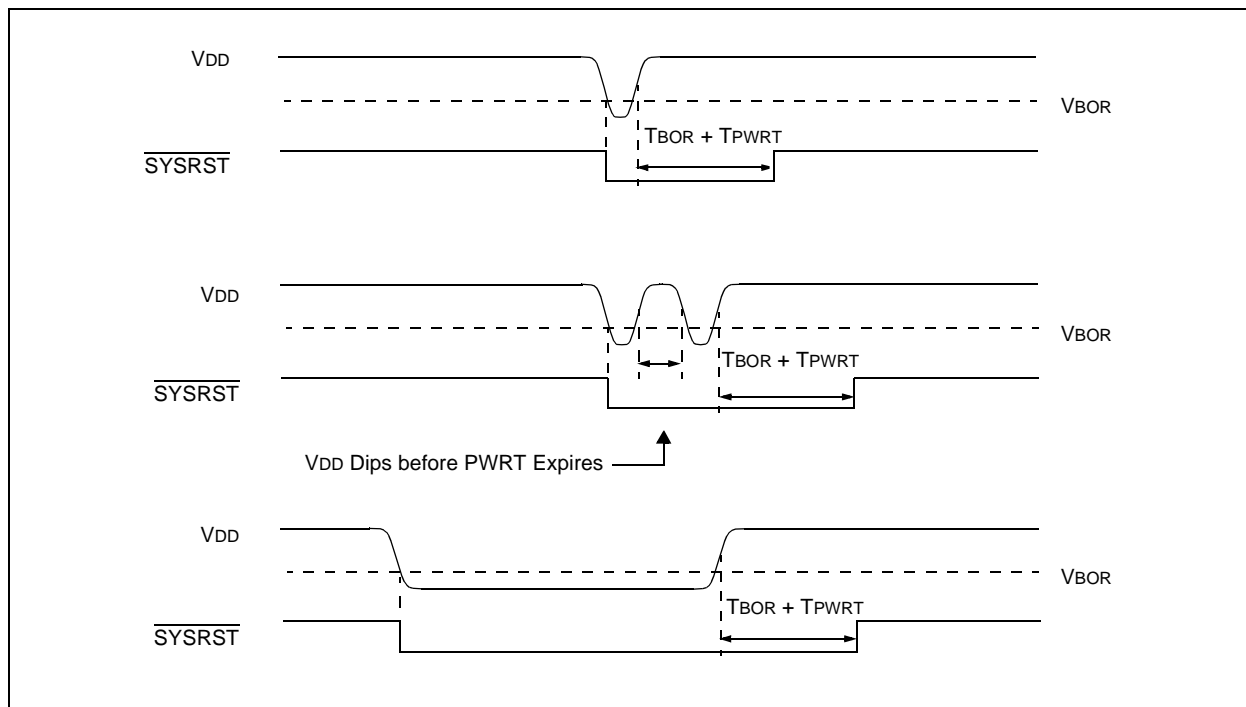 VDD
VBOR
TBOR + TPWRT
SYSRST
VDD
VBOR
TBOR + TPWRT
SYSRST
VDD Dips before PWRT Expires
VDD
VBOR
TBOR + TPWRT
SYSRST